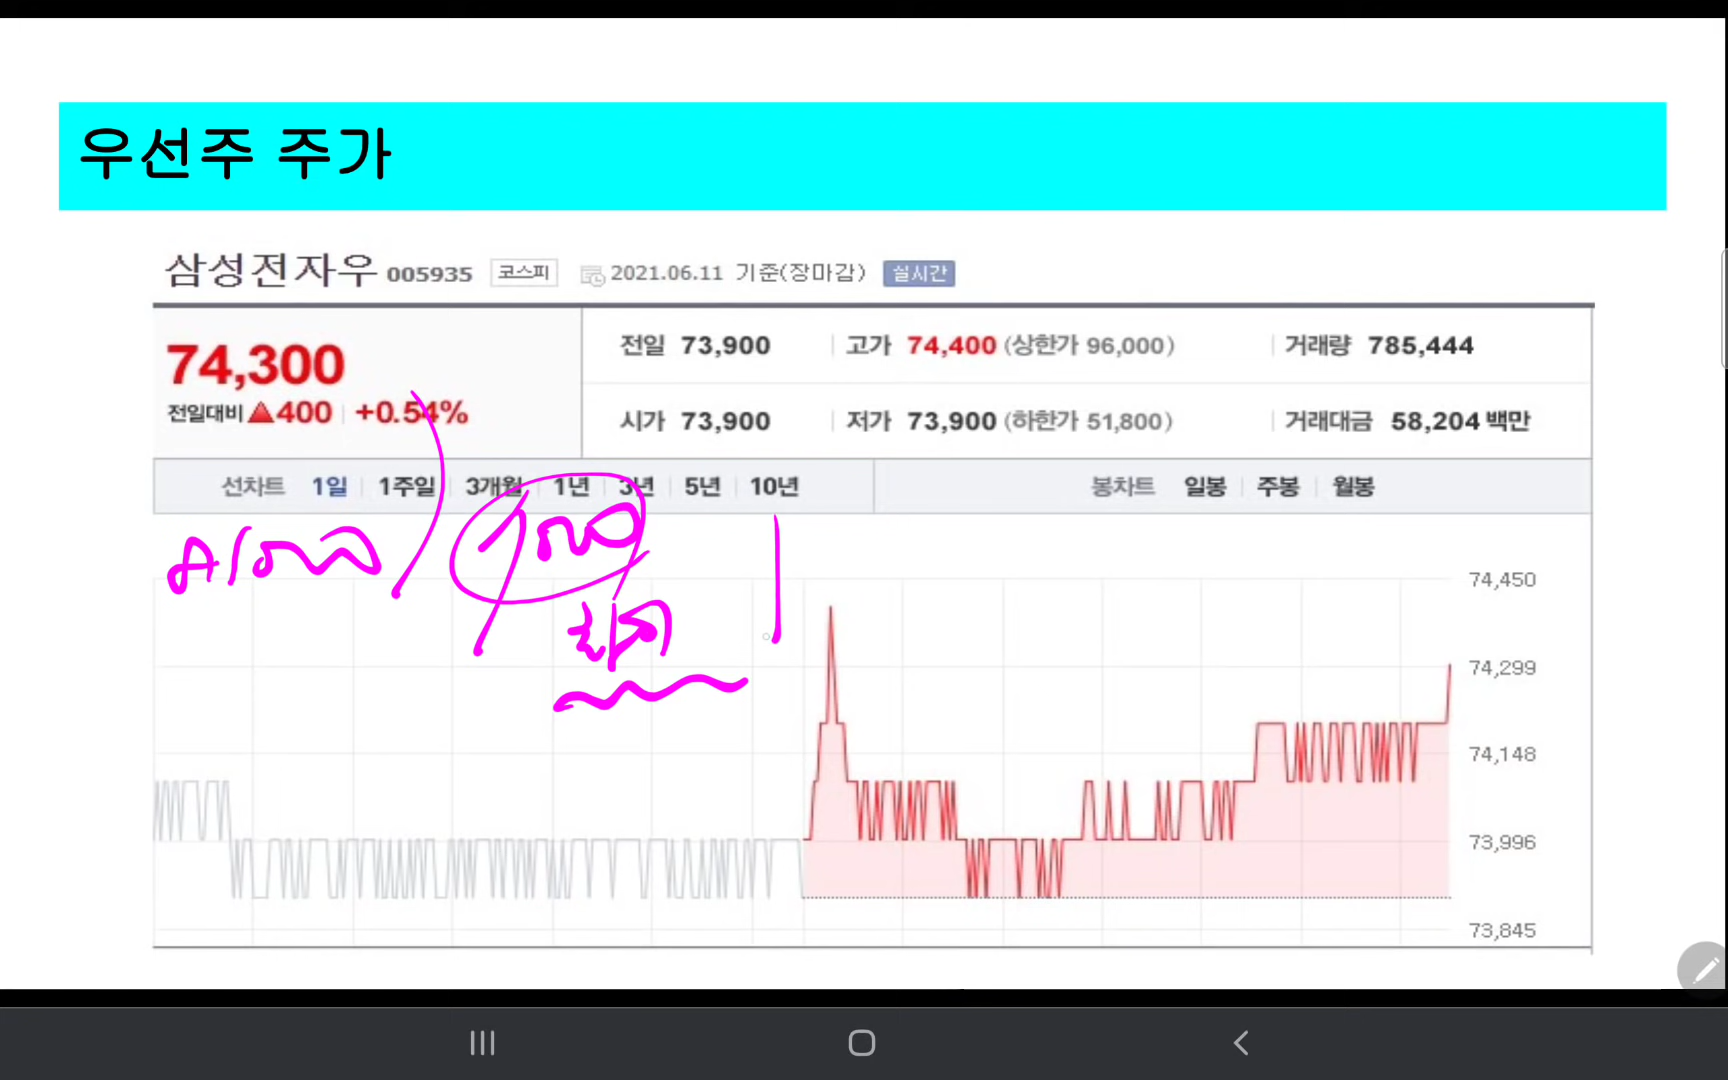 우선주 주가
삼성전자우 005935 코스피 2021.06.11 기준(장마감) 실시간
74,300
전일대비 ▲400 +0.54%
전일 73,900 고가 74,400 (상한가 96,000) 거래량 785,444
시가 73,900 저가 73,900 (하한가 51,800) 거래대금 58,204 백만
선차트 1일 1주일 3개월 1년 3년 5년 10년 봉차트 일봉 주봉 월봉
74,450
74,299
74,148
73,996
73,845